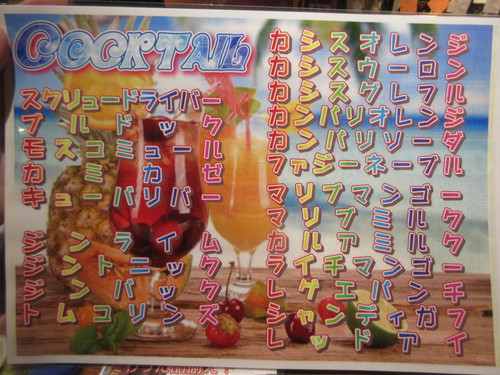 COCKTAIL
スクリュードライバー
ブルドック
モスコミュール
カミカゼ
キューバリバー
ジンライム
ジントニック
ジンバック
トムコリンズ
カシスオレンジ
カシスウーロン
カシスグレフル
カンパリオレンジ
カンパリソーダ
ファジーネーブル
マリブマンゴー
マリブミルク
カルアミルク
ライチマンゴー
レゲエパンチ
シャンディガフ
レッドアイ